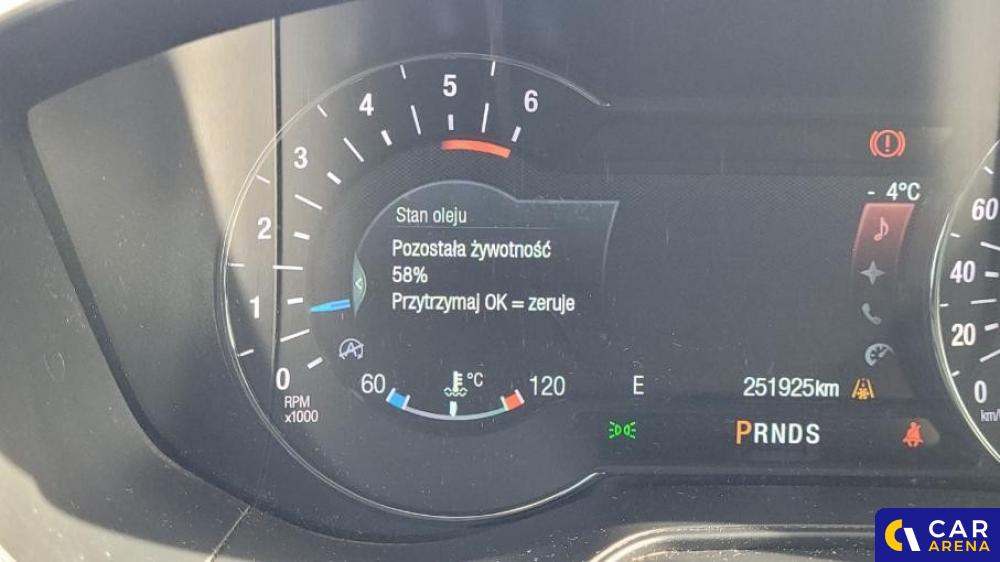 6
5
4
3
2
1
0
RPM
x1000
Stan oleju
Pozostała żywotność
58%
Przytrzymaj OK = zeruje
60
°C
120
- 4°C
E
251925km
PRNDS
60
40
20
0
km/
CAR
ARENA